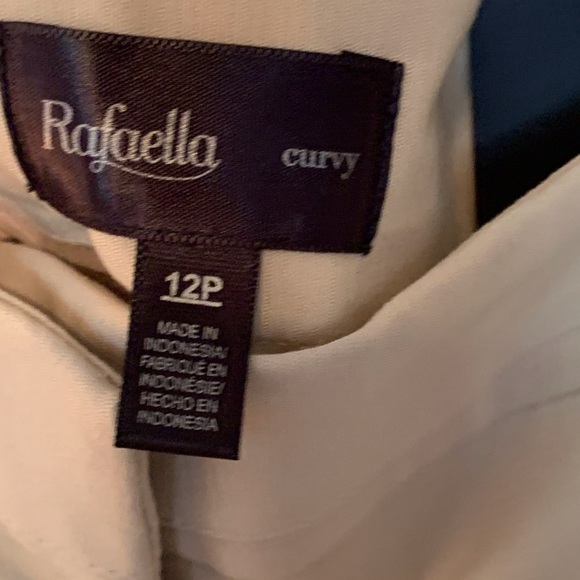 Rafaella curvy
12P
MADE IN
INDONESIA/
FABRIQUÉ EN
INDONÉSIE/
HECHO EN
INDONESIA